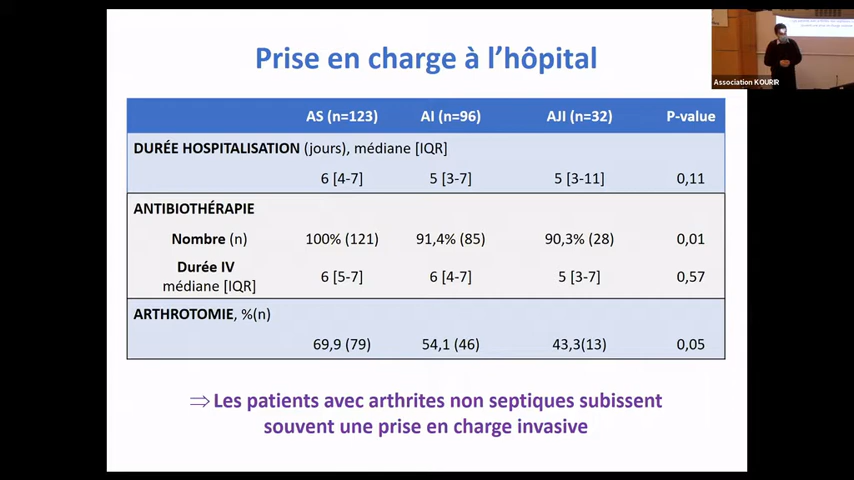 Prise en charge à l'hôpital
Association KOURIR
AS (n=123) AI (n=96) AJI (n=32) P-value
DURÉE HOSPITALISATION (jours), médiane [IQR]
6 [4-7] 5 [3-7] 5 [3-11] 0,11
ANTIBIOTHÉRAPIE
Nombre (n) 100% (121) 91,4% (85) 90,3% (28) 0,01
Durée IV
médiane [IQR] 6 [5-7] 6 [4-7] 5 [3-7] 0,57
ARTHROTOMIE, %(n)
69,9 (79) 54,1 (46) 43,3(13) 0,05
⇒ Les patients avec arthrites non septiques subissent
souvent une prise en charge invasive